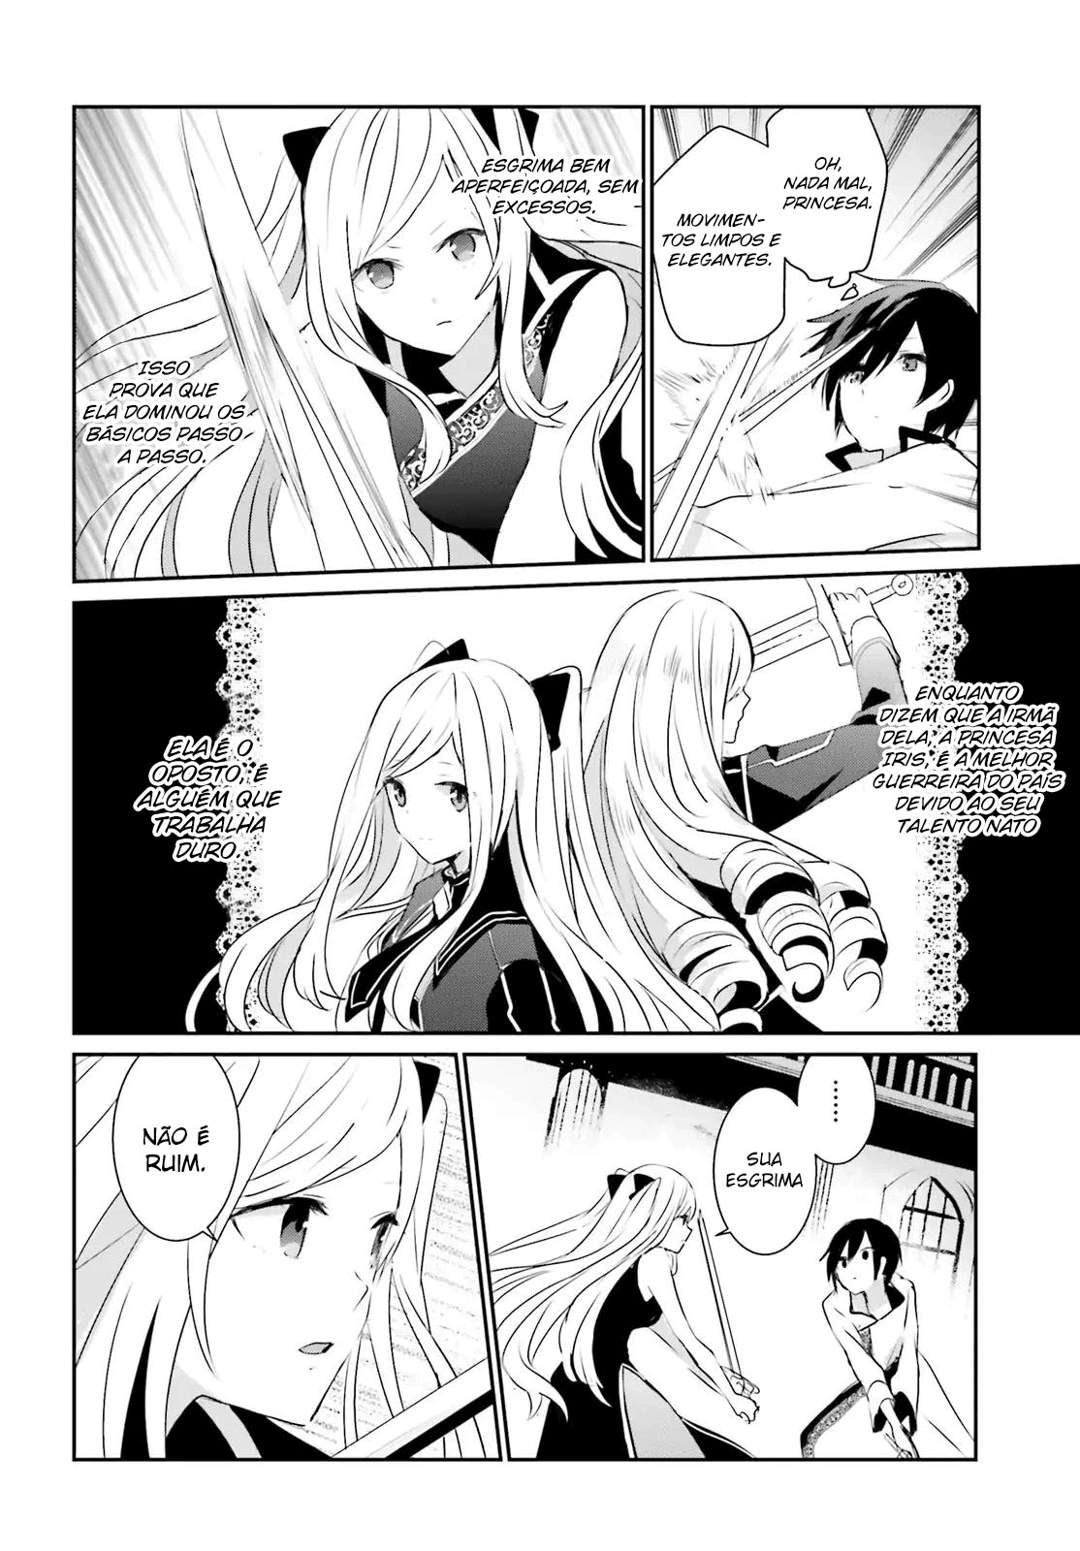 OH,
NADA MAL,
PRINCESA.
MOVIMEN-
TOS LIMPOS E
ELEGANTES.
ESGRIMA BEM
APERFEIÇOADA, SEM
EXCESSOS.
ISSO
PROVA QUE
ELA DOMINOU OS
BÁSICOS PASSO
A PASSO.
ENQUANTO
DIZEM QUE A IRMÃ
DELA, A PRINCESA
IRIS, É A MELHOR
GUERREIRA DO PAÍS
DEVIDO AO SEU
TALENTO NATO
ELA É O
OPOSTO, É
ALGUÉM QUE
TRABALHA
DURO.
......
SUA
ESGRIMA
NÃO É
RUIM.